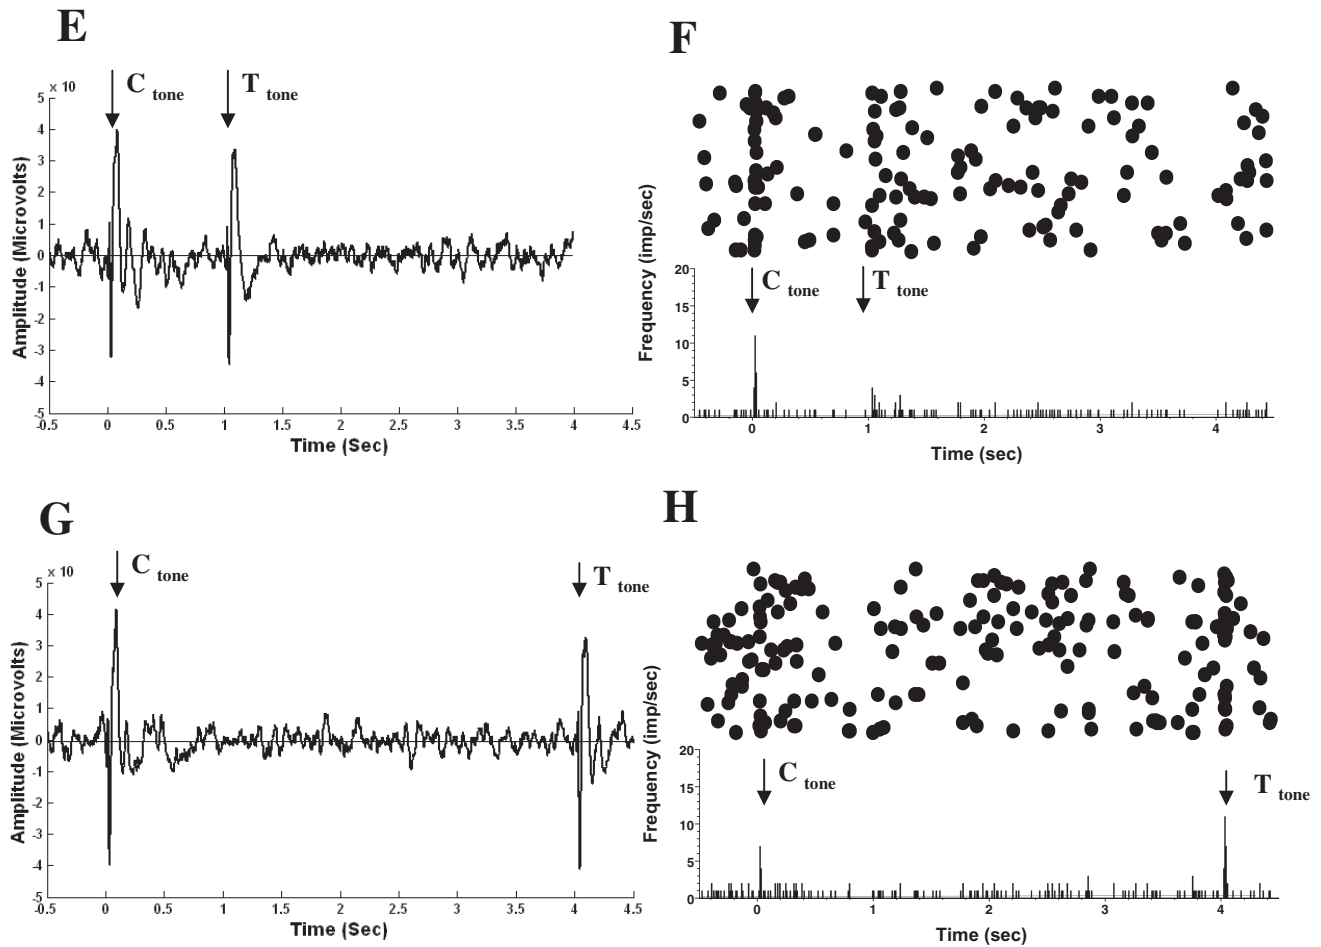 E
x 10
C tone
T tone
5
4
3
2
1
0
-1
-2
-3
-4
-5
Amplitude (Microvolts)
-0.5 0 0.5 1 1.5 2 2.5 3 3.5 4 4.5
Time (Sec)
F
C tone
T tone
20
15
10
5
0
Frequency (imp/sec)
0 1 2 3 4
Time (sec)
G
x 10
C tone
T tone
5
4
3
2
1
0
-1
-2
-3
-4
-5
Amplitude (Microvolts)
-0.5 0 0.5 1 1.5 2 2.5 3 3.5 4 4.5
Time (Sec)
H
C tone
T tone
20
15
10
5
0
Frequency (imp/sec)
0 1 2 3 4
Time (sec)